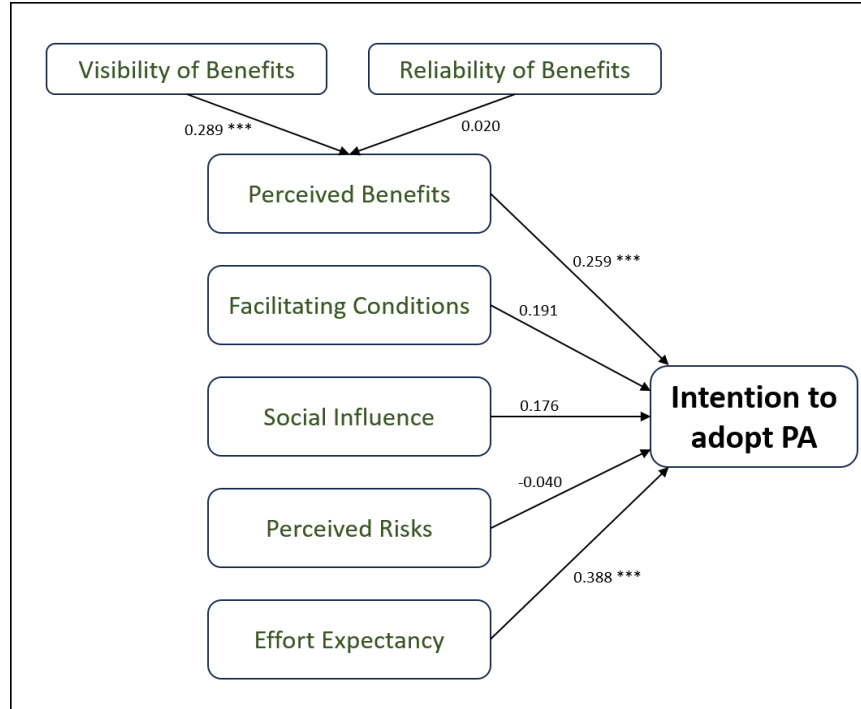 Visibility of Benefits
Reliability of Benefits
0.289 ***
0.020
Perceived Benefits
0.259 ***
Facilitating Conditions
0.191
Social Influence
0.176
Intention to
adopt PA
Perceived Risks
-0.040
0.388 ***
Effort Expectancy